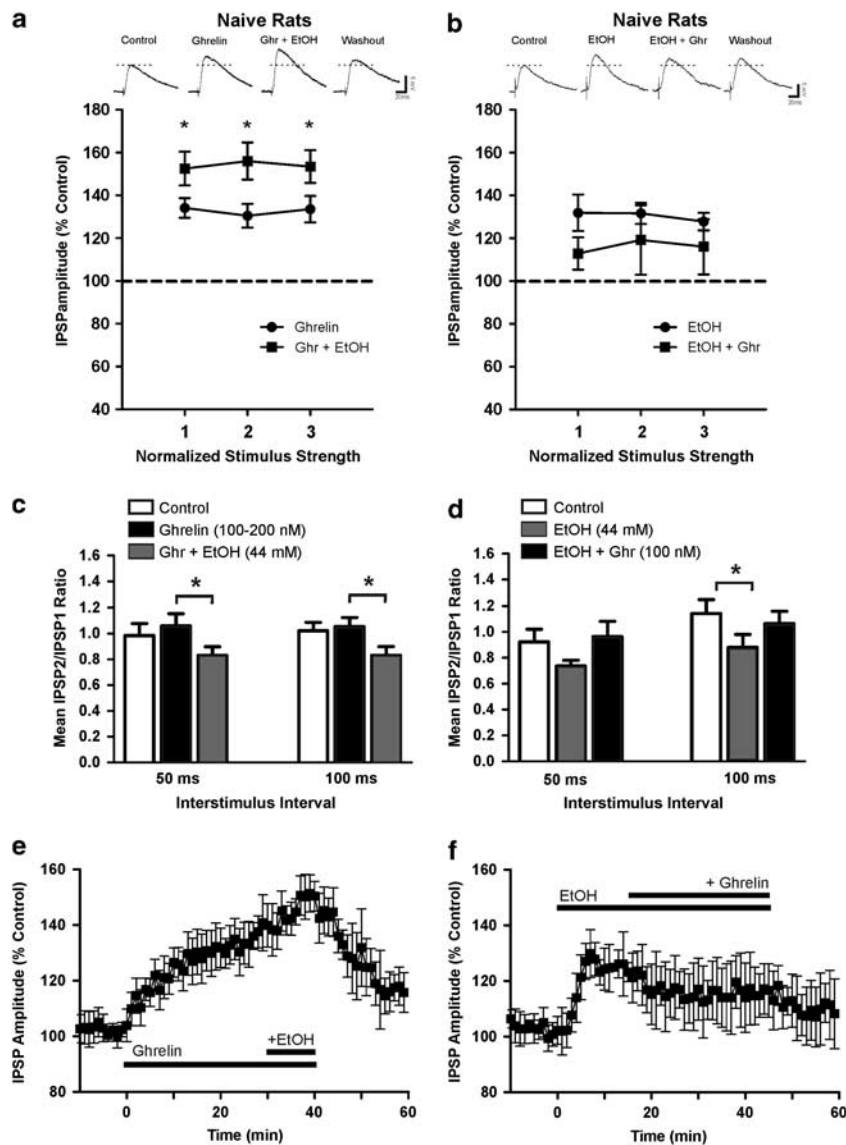 a
Naive Rats
Control
Ghrelin
Ghr + EtOH
Washout
5 mV
20ms
180
160
140
120
100
80
60
40
IPSPamplitude (% Control)
* * *
Ghrelin
Ghr + EtOH
1 2 3
Normalized Stimulus Strength
b
Naive Rats
Control
EtOH
EtOH + Ghr
Washout
5 mV
20ms
180
160
140
120
100
80
60
40
IPSPamplitude (% Control)
EtOH
EtOH + Ghr
1 2 3
Normalized Stimulus Strength
c
Control
Ghrelin (100-200 nM)
Ghr + EtOH (44 mM)
1.6
1.4
1.2
1.0
0.8
0.6
0.4
0.2
0.0
Mean IPSP2/IPSP1 Ratio
* *
50 ms 100 ms
Interstimulus Interval
d
Control
EtOH (44 mM)
EtOH + Ghr (100 nM)
1.6
1.4
1.2
1.0
0.8
0.6
0.4
0.2
0.0
Mean IPSP2/IPSP1 Ratio
*
50 ms 100 ms
Interstimulus Interval
e
160
140
120
100
80
IPSP Amplitude (% Control)
Ghrelin
+EtOH
0 20 40 60
Time (min)
f
160
140
120
100
80
IPSP Amplitude (% Control)
EtOH
+ Ghrelin
0 20 40 60
Time (min)